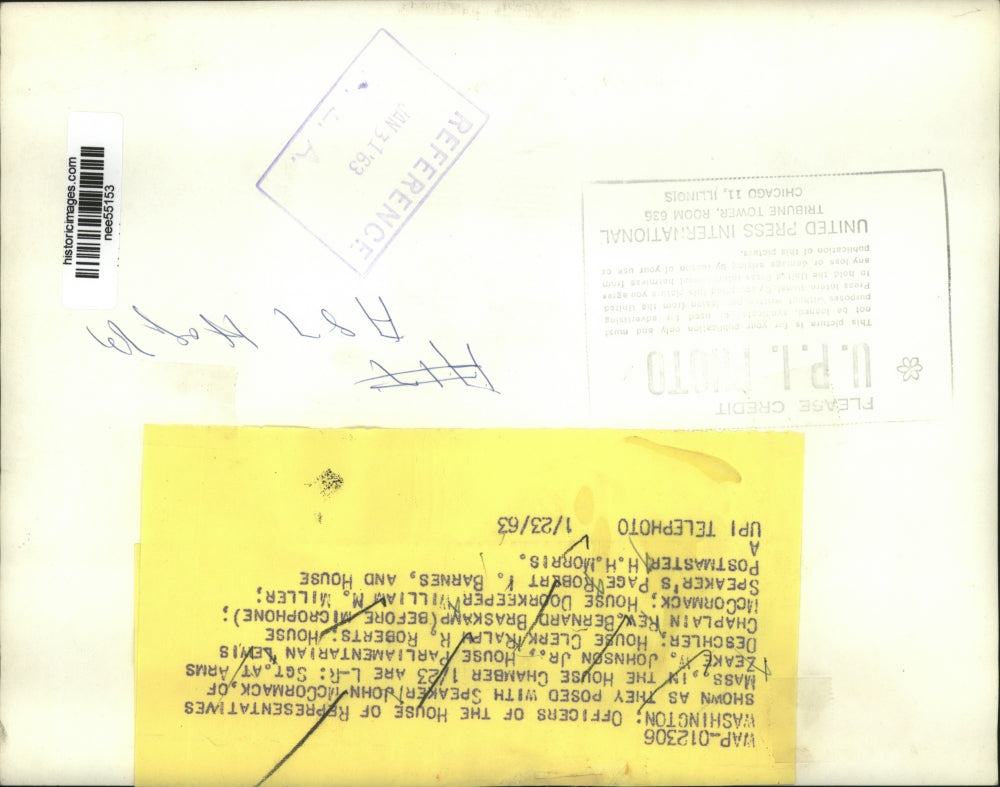 WAP-012306
WASHINGTON: OFFICERS OF THE HOUSE OF REPRESENTATIVES
SHOWN AS THEY POSED WITH SPEAKER JOHN McCORMACK, OF
MASS, IN THE HOUSE CHAMBER 1/23 ARE L-R: SGT. AT ARMS
ZEAKE W. JOHNSON JR., HOUSE PARLIAMENTARIAN LEWIS
DESCHLER; HOUSE CLERK RALPH R. ROBERTS; HOUSE
CHAPLAIN REV BERNARD BRASKAMP(BEFORE MICROPHONE);
McCORMACK; HOUSE DOORKEEPER WILLIAM M. MILLER;
SPEAKER'S PAGE ROBERT V. BARNES, AND HOUSE
POSTMASTER H.H.MORRIS.
A
UPI TELEPHOTO 1/23/63
PLEASE CREDIT
U.P.I. PHOTO
This picture is for your publication only and must
not be loaned, syndicated or used for advertising
purposes without written permission from the United
Press International. By accepting this picture you agree
to hold the United Press International harmless from
any loss or damage arising by reason of your use or
publication of this picture.
UNITED PRESS INTERNATIONAL
TRIBUNE TOWER, ROOM 636
CHICAGO 11, ILLINOIS
REFERENCE
JAN 31 '63
historicimages.com
nee55153